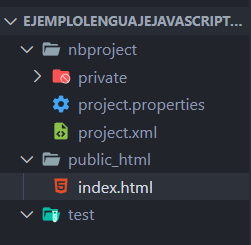 EJEMPLOLENGUAJEJAVASCRIPT...
nbproject
private
project.properties
project.xml
public_html
index.html
test